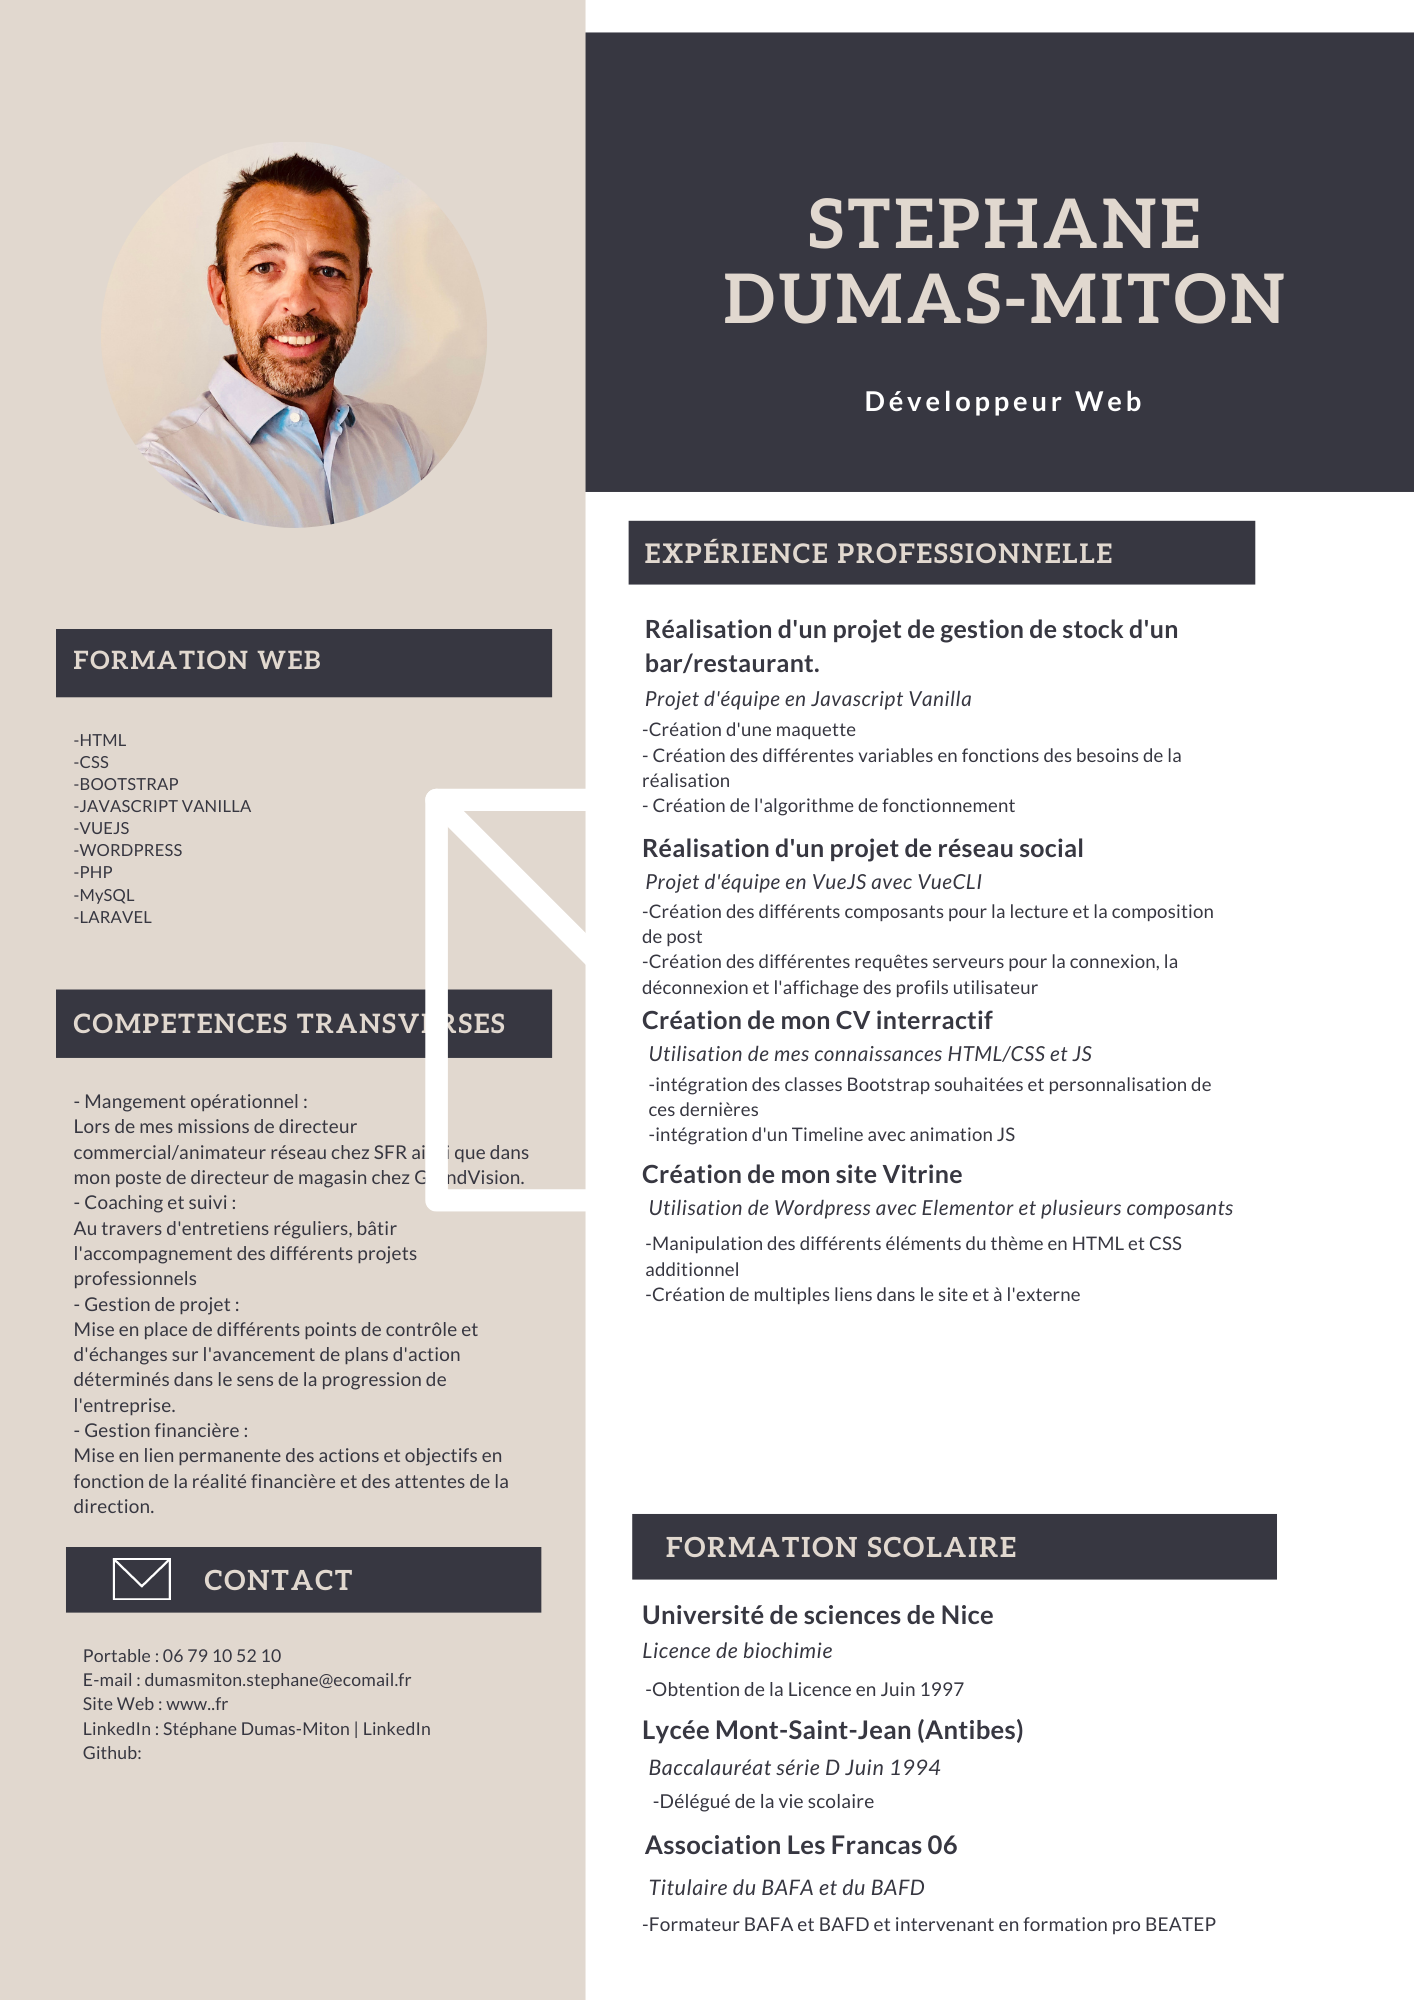 STEPHANE
DUMAS-MITON
Développeur Web
FORMATION WEB
-HTML
-CSS
-BOOTSTRAP
-JAVASCRIPT VANILLA
-VUEJS
-WORDPRESS
-PHP
-MySQL
-LARAVEL
COMPETENCES TRANSVERSES
- Mangement opérationnel :
Lors de mes missions de directeur
commercial/animateur réseau chez SFR ainsi que dans
mon poste de directeur de magasin chez GrandVision.
- Coaching et suivi :
Au travers d'entretiens réguliers, bâtir
l'accompagnement des différents projets
professionnels
- Gestion de projet :
Mise en place de différents points de contrôle et
d'échanges sur l'avancement de plans d'action
déterminés dans le sens de la progression de
l'entreprise.
- Gestion financière :
Mise en lien permanente des actions et objectifs en
fonction de la réalité financière et des attentes de la
direction.
CONTACT
Portable : 06 79 10 52 10
E-mail : dumasmiton.stephane@ecomail.fr
Site Web : www..fr
LinkedIn : Stéphane Dumas-Miton | LinkedIn
Github:
EXPÉRIENCE PROFESSIONNELLE
Réalisation d'un projet de gestion de stock d'un
bar/restaurant.
Projet d'équipe en Javascript Vanilla
-Création d'une maquette
- Création des différentes variables en fonctions des besoins de la
réalisation
- Création de l'algorithme de fonctionnement
Réalisation d'un projet de réseau social
Projet d'équipe en VueJS avec VueCLI
-Création des différents composants pour la lecture et la composition
de post
-Création des différentes requêtes serveurs pour la connexion, la
déconnexion et l'affichage des profils utilisateur
Création de mon CV interractif
Utilisation de mes connaissances HTML/CSS et JS
-intégration des classes Bootstrap souhaitées et personnalisation de
ces dernières
-intégration d'un Timeline avec animation JS
Création de mon site Vitrine
Utilisation de Wordpress avec Elementor et plusieurs composants
-Manipulation des différents éléments du thème en HTML et CSS
additionnel
-Création de multiples liens dans le site et à l'externe
FORMATION SCOLAIRE
Université de sciences de Nice
Licence de biochimie
-Obtention de la Licence en Juin 1997
Lycée Mont-Saint-Jean (Antibes)
Baccalauréat série D Juin 1994
-Délégué de la vie scolaire
Association Les Francas 06
Titulaire du BAFA et du BAFD
-Formateur BAFA et BAFD et intervenant en formation pro BEATEP